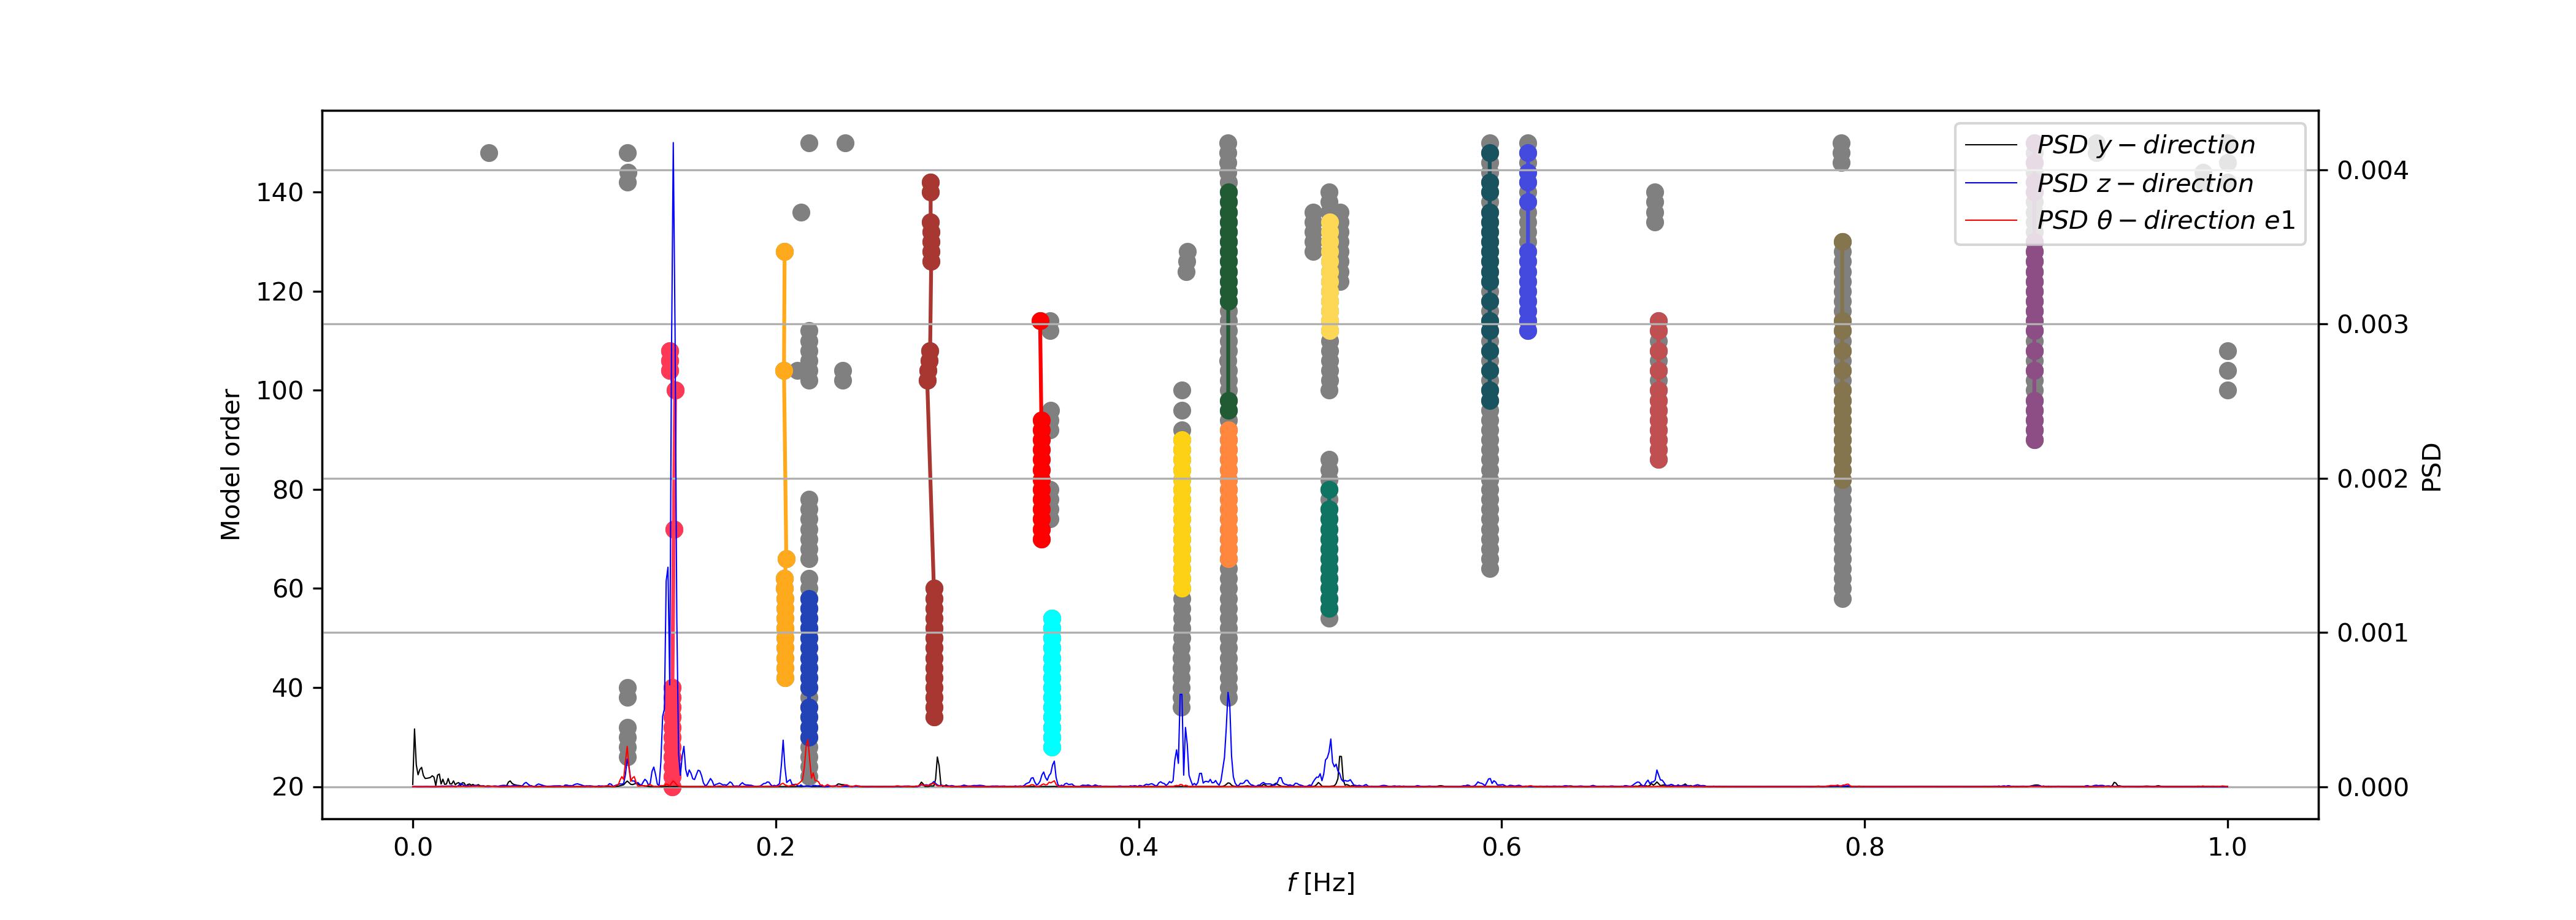 PSD y − direction
PSD z − direction
PSD θ − direction e1
140
120
100
80
60
40
20
Model order
0.004
0.003
0.002
0.001
0.000
PSD
0.0 0.2 0.4 0.6 0.8 1.0
f [Hz]